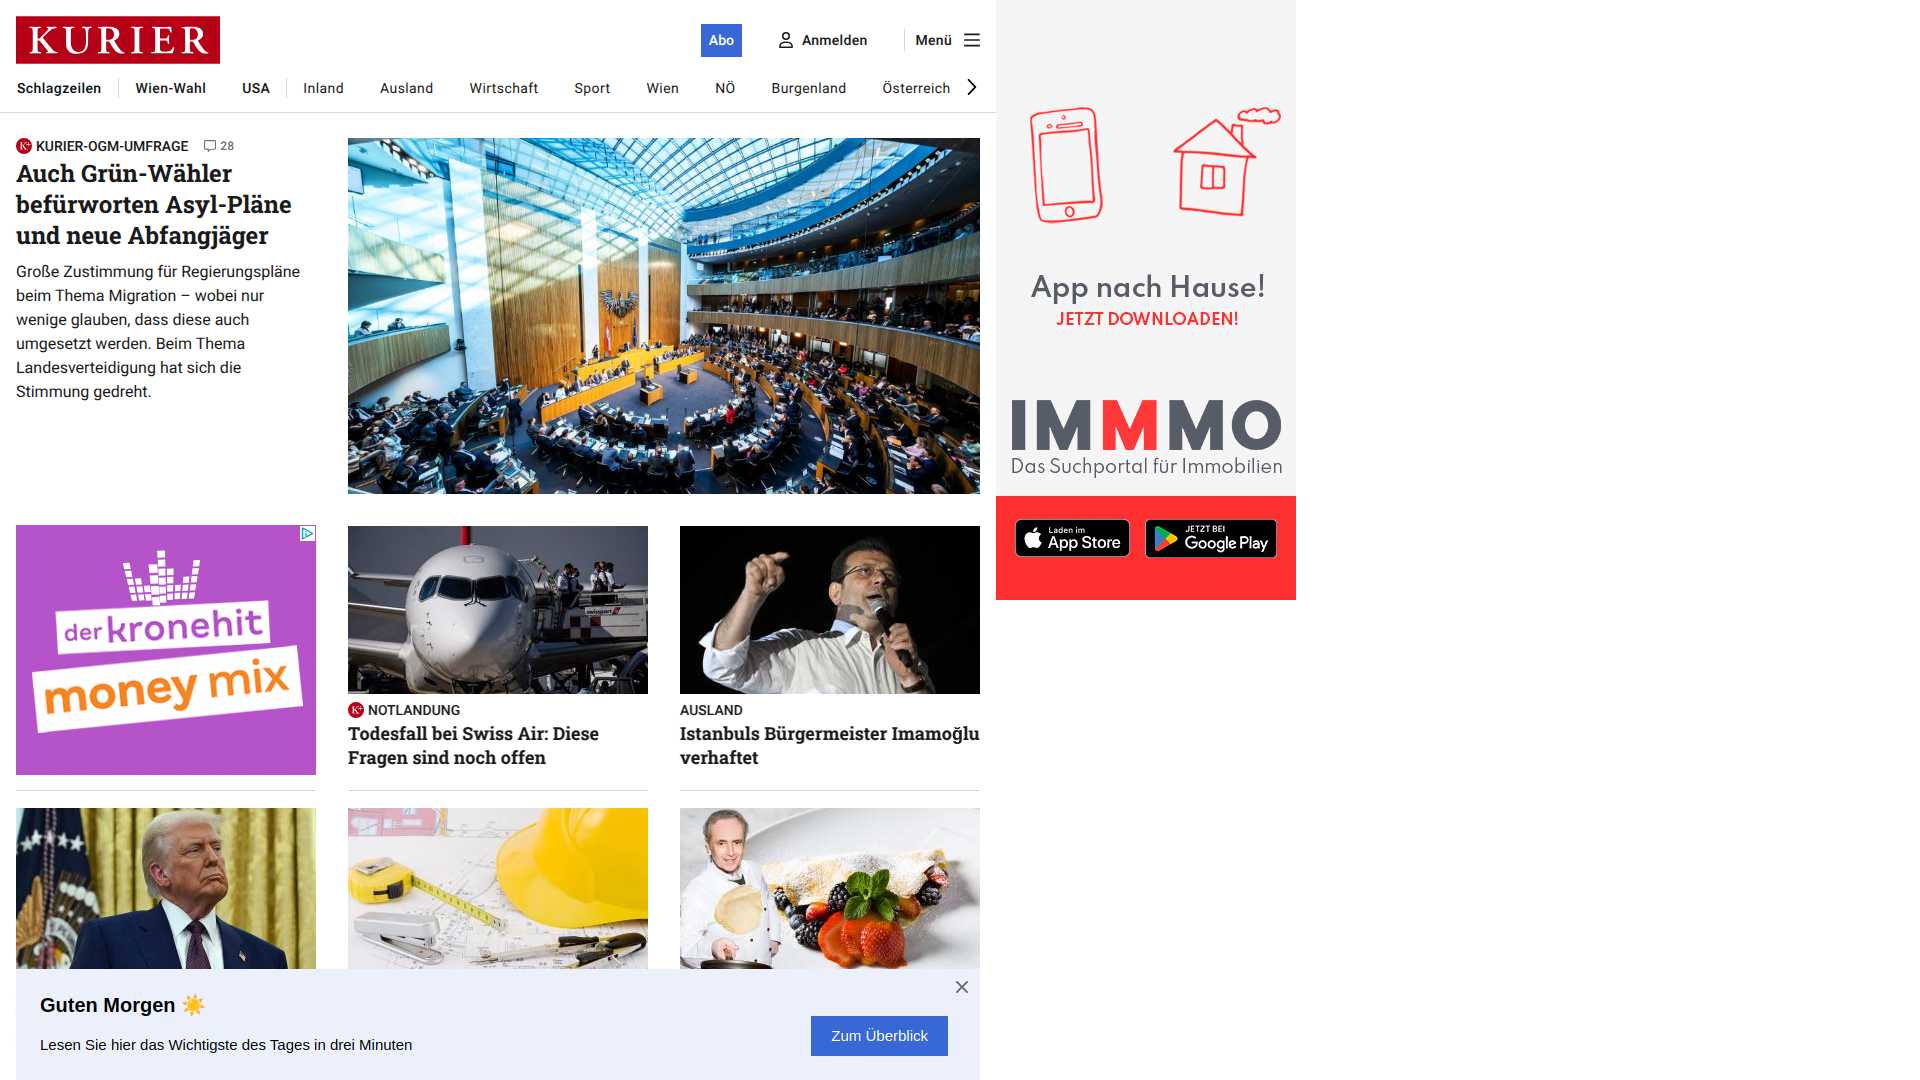 KURIER
Abo
Anmelden
Menü
Schlagzeilen
Wien-Wahl
USA
Inland
Ausland
Wirtschaft
Sport
Wien
NÖ
Burgenland
Österreich
KURIER-OGM-UMFRAGE
28
Auch Grün-Wähler
befürworten Asyl-Pläne
und neue Abfangjäger
Große Zustimmung für Regierungspläne
beim Thema Migration – wobei nur
wenige glauben, dass diese auch
umgesetzt werden. Beim Thema
Landesverteidigung hat sich die
Stimmung gedreht.
der kronehit
money mix
NOTLANDUNG
Todesfall bei Swiss Air: Diese
Fragen sind noch offen
AUSLAND
Istanbuls Bürgermeister Imamoğlu
verhaftet
Guten Morgen ☀️
Lesen Sie hier das Wichtigste des Tages in drei Minuten
Zum Überblick
App nach Hause!
JETZT DOWNLOADEN!
IMMMO
Das Suchportal für Immobilien
Laden im
App Store
JETZT BEI
Google Play